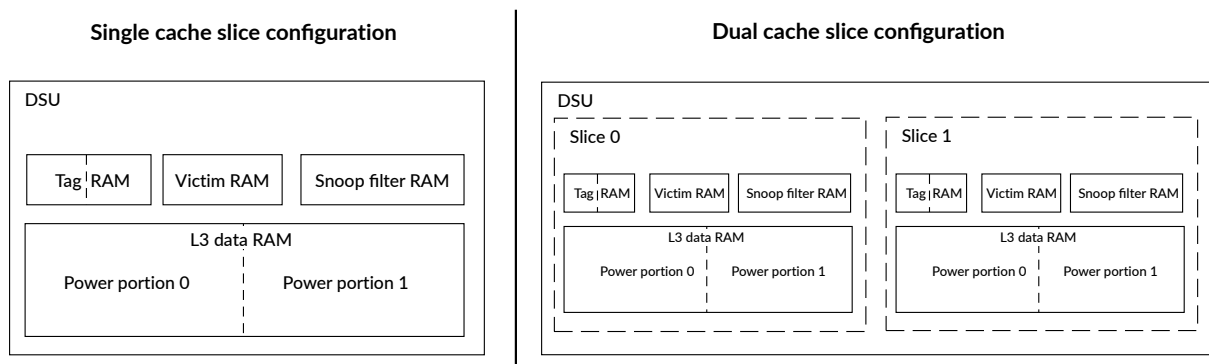 Single cache slice configuration
DSU
Tag RAM
Victim RAM
Snoop filter RAM
L3 data RAM
Power portion 0
Power portion 1
Dual cache slice configuration
DSU
Slice 0
Tag RAM
Victim RAM
Snoop filter RAM
L3 data RAM
Power portion 0
Power portion 1
Slice 1
Tag RAM
Victim RAM
Snoop filter RAM
L3 data RAM
Power portion 0
Power portion 1